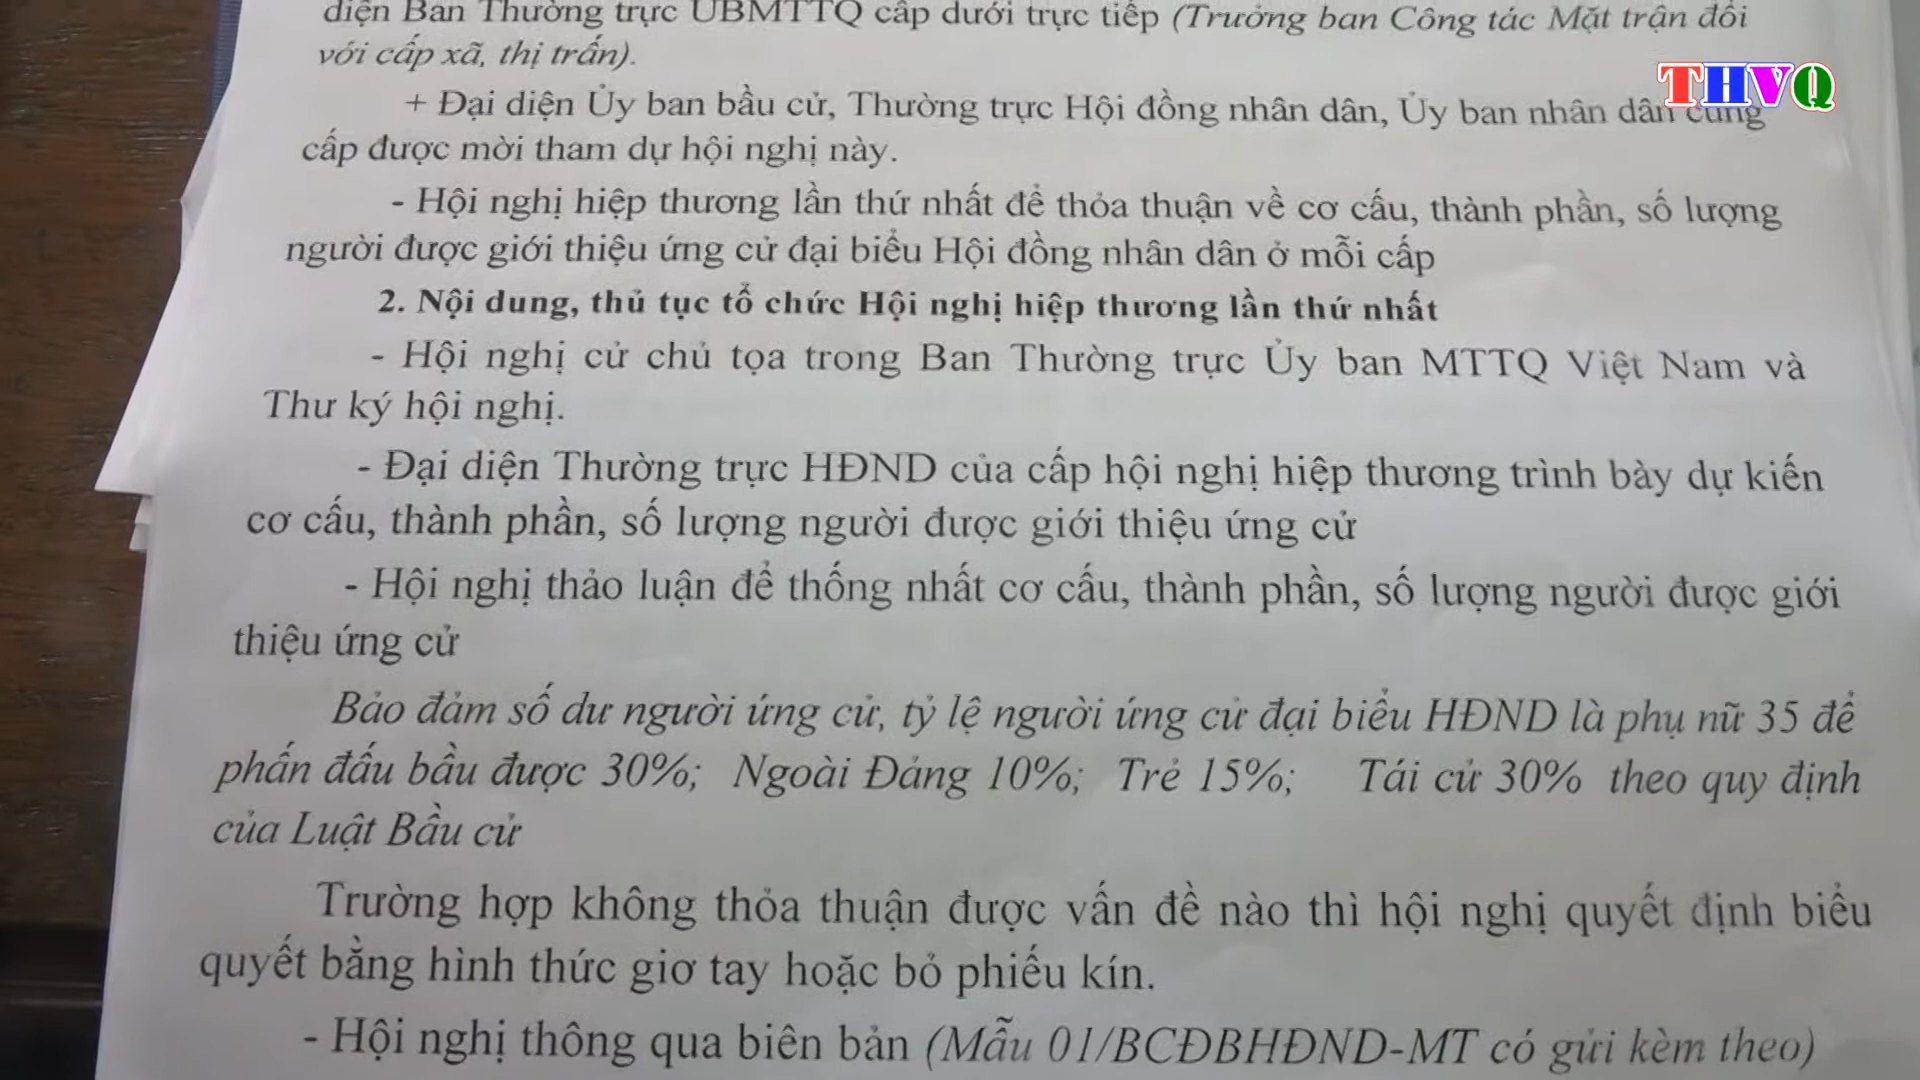 diện Ban Thường trực UBMTTQ cấp dưới trực tiếp (Trưởng ban Công tác Mặt trận đối
với cấp xã, thị trấn).
THVQ
+ Đại diện Ủy ban bầu cử, Thường trực Hội đồng nhân dân, Ủy ban nhân dân cùng
cấp được mời tham dự hội nghị này.
- Hội nghị hiệp thương lần thứ nhất để thỏa thuận về cơ cấu, thành phần, số lượng
người được giới thiệu ứng cử đại biểu Hội đồng nhân dân ở mỗi cấp
2. Nội dung, thủ tục tổ chức Hội nghị hiệp thương lần thứ nhất
- Hội nghị cử chủ tọa trong Ban Thường trực Ủy ban MTTQ Việt Nam và
Thư ký hội nghị.
- Đại diện Thường trực HĐND của cấp hội nghị hiệp thương trình bày dự kiến
cơ cấu, thành phần, số lượng người được giới thiệu ứng cử
- Hội nghị thảo luận để thống nhất cơ cấu, thành phần, số lượng người được giới
thiệu ứng cử
Bảo đảm số dư người ứng cử, tỷ lệ người ứng cử đại biểu HĐND là phụ nữ 35 để
phấn đấu bầu được 30%; Ngoài Đảng 10%; Trẻ 15%; Tái cử 30% theo quy định
của Luật Bầu cử
Trường hợp không thỏa thuận được vấn đề nào thì hội nghị quyết định biểu
quyết bằng hình thức giơ tay hoặc bỏ phiếu kín.
- Hội nghị thông qua biên bản (Mẫu 01/BCĐBHĐND-MT có gửi kèm theo)